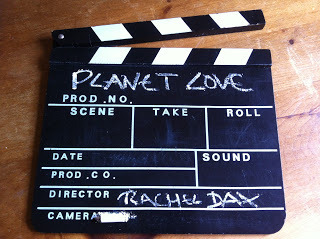 PLANET LOVE
PROD.NO.
SCENE TAKE ROLL
DATE SOUND
PROD.CO.
DIRECTOR RACHEL DAX
CAMERA